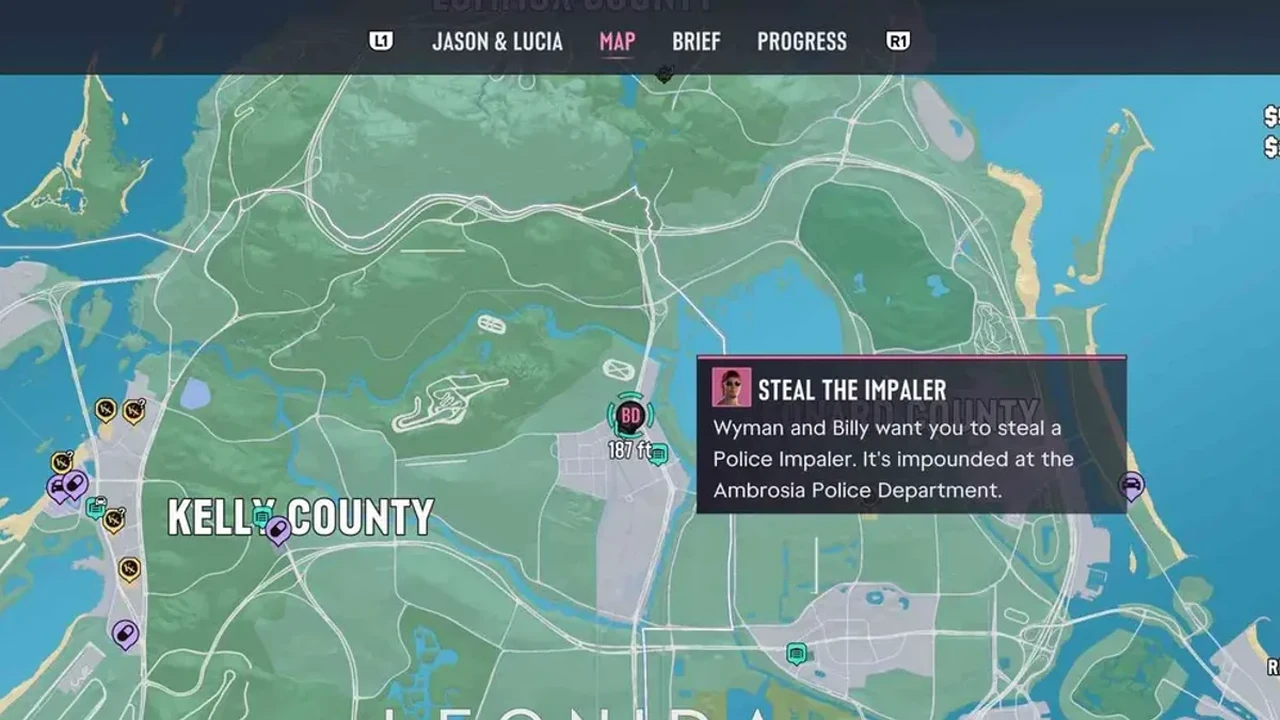 L1 JASON & LUCIA MAP BRIEF PROGRESS R1
STEAL THE IMPALER
Wyman and Billy want you to steal a
Police Impaler. It's impounded at the
Ambrosia Police Department.
BD
187 ft
KELLY COUNTY